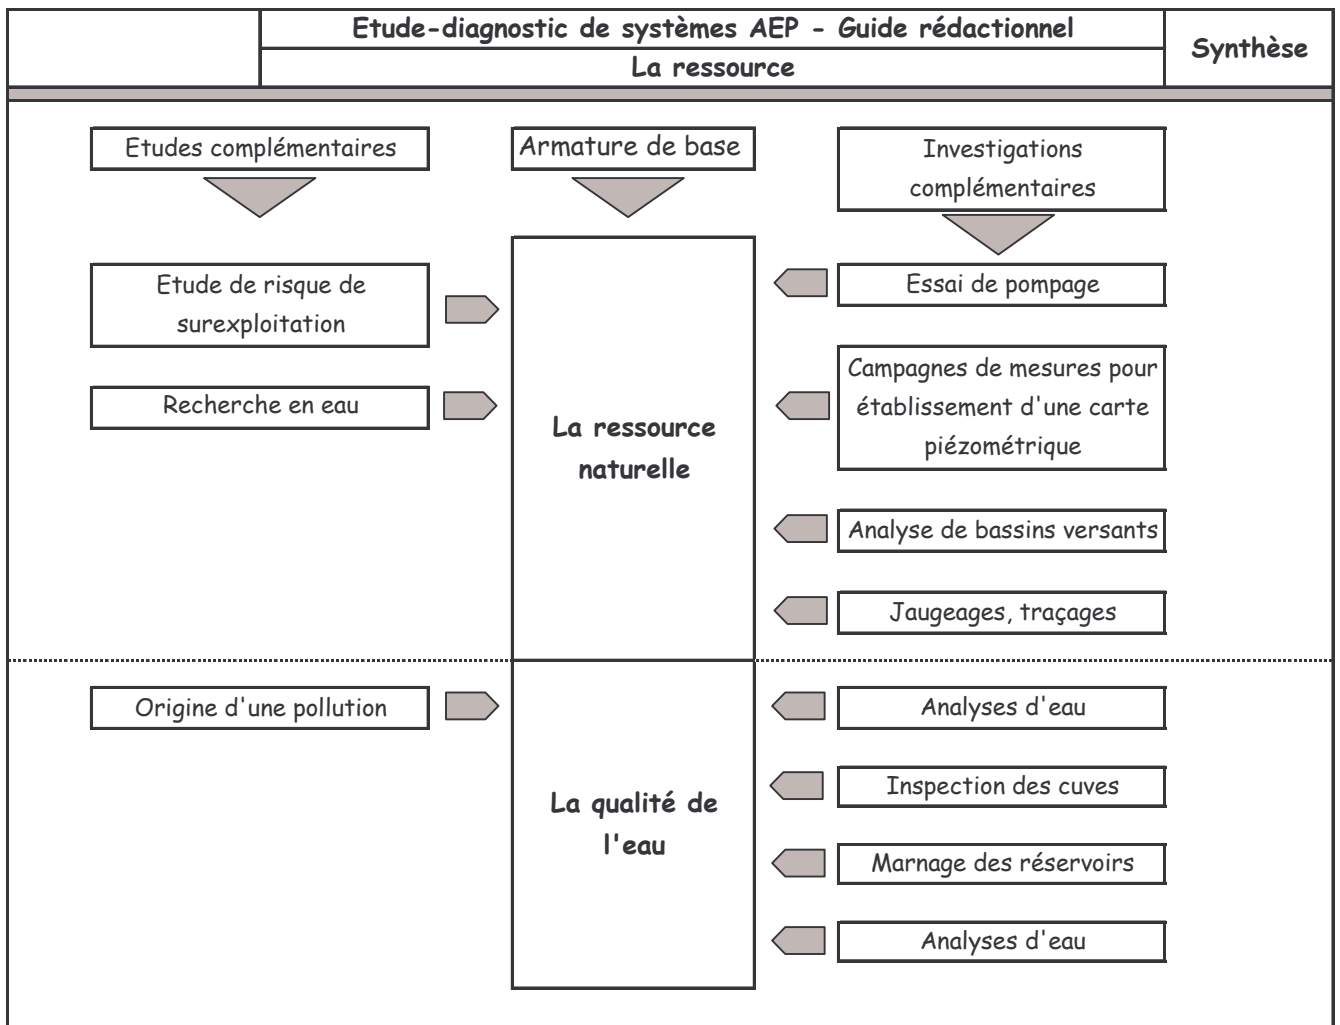 Etude-diagnostic de systèmes AEP - Guide rédactionnel
La ressource
Synthèse
Etudes complémentaires
Armature de base
Investigations
complémentaires
Etude de risque de
surexploitation
Recherche en eau
La ressource
naturelle
Essai de pompage
Campagnes de mesures pour
établissement d'une carte
piézométrique
Analyse de bassins versants
Jaugeages, traçages
Origine d'une pollution
La qualité de
l'eau
Analyses d'eau
Inspection des cuves
Marnage des réservoirs
Analyses d'eau